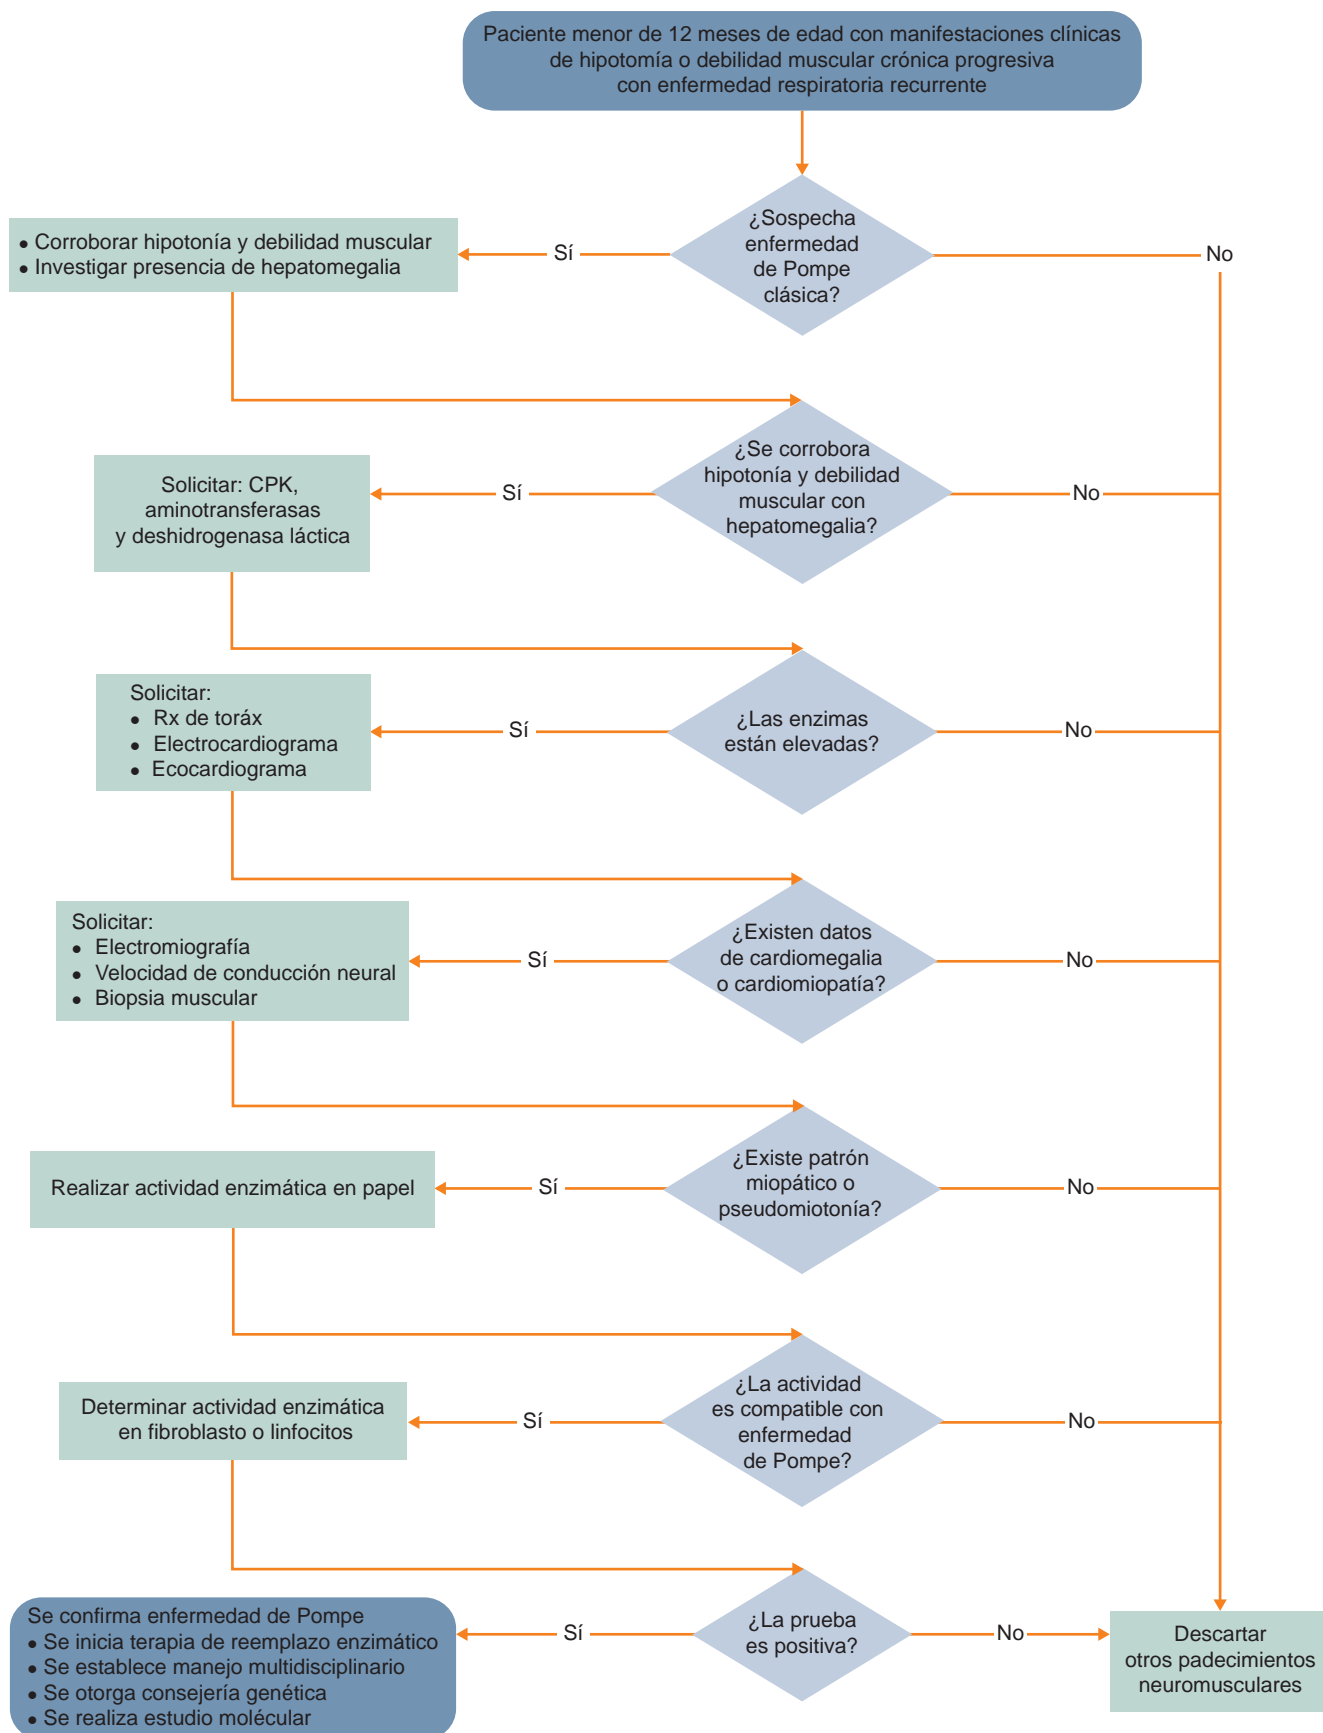 Paciente menor de 12 meses de edad con manifestaciones clínicas
de hipotomía o debilidad muscular crónica progresiva
con enfermedad respiratoria recurrente
¿Sospecha
enfermedad
de Pompe
clásica?
Sí
No
● Corroborar hipotonía y debilidad muscular
● Investigar presencia de hepatomegalia
¿Se corrobora
hipotonía y debilidad
muscular con
hepatomegalia?
Sí
No
Solicitar: CPK,
aminotransferasas
y deshidrogenasa láctica
¿Las enzimas
están elevadas?
Sí
No
Solicitar:
● Rx de toráx
● Electrocardiograma
● Ecocardiograma
¿Existen datos
de cardiomegalia
o cardiomiopatía?
Sí
No
Solicitar:
● Electromiografía
● Velocidad de conducción neural
● Biopsia muscular
¿Existe patrón
miopático o
pseudomiotonía?
Sí
No
Realizar actividad enzimática en papel
¿La actividad
es compatible con
enfermedad
de Pompe?
Sí
No
Determinar actividad enzimática
en fibroblasto o linfocitos
¿La prueba
es positiva?
Sí
No
Se confirma enfermedad de Pompe
● Se inicia terapia de reemplazo enzimático
● Se establece manejo multidisciplinario
● Se otorga consejería genética
● Se realiza estudio molécular
Descartar
otros padecimientos
neuromusculares